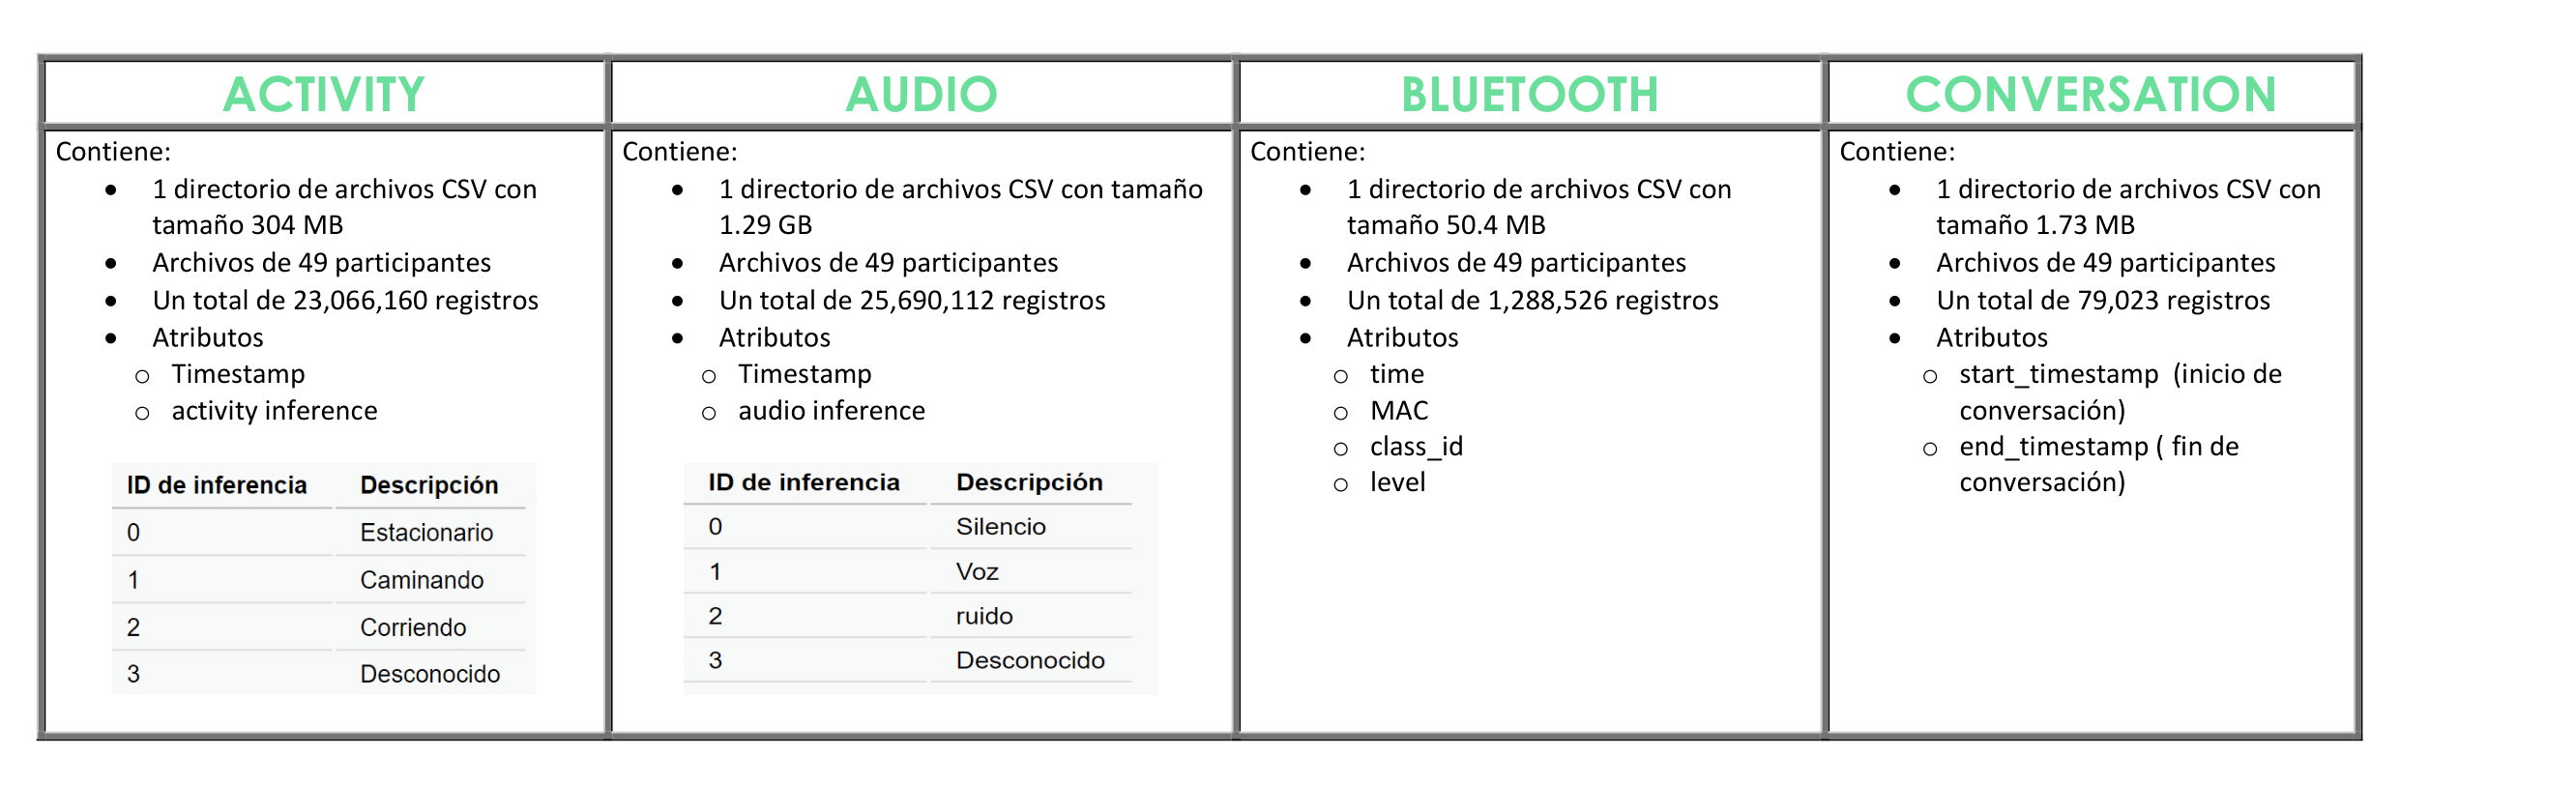 ACTIVITY
AUDIO
BLUETOOTH
CONVERSATION
Contiene:
• 1 directorio de archivos CSV con
tamaño 304 MB
• Archivos de 49 participantes
• Un total de 23,066,160 registros
• Atributos
o Timestamp
o activity inference
ID de inferencia Descripción
0 Estacionario
1 Caminando
2 Corriendo
3 Desconocido
Contiene:
• 1 directorio de archivos CSV con tamaño
1.29 GB
• Archivos de 49 participantes
• Un total de 25,690,112 registros
• Atributos
o Timestamp
o audio inference
ID de inferencia Descripción
0 Silencio
1 Voz
2 ruido
3 Desconocido
Contiene:
• 1 directorio de archivos CSV con
tamaño 50.4 MB
• Archivos de 49 participantes
• Un total de 1,288,526 registros
• Atributos
o time
o MAC
o class_id
o level
Contiene:
• 1 directorio de archivos CSV con
tamaño 1.73 MB
• Archivos de 49 participantes
• Un total de 79,023 registros
• Atributos
o start_timestamp (inicio de
conversación)
o end_timestamp ( fin de
conversación)